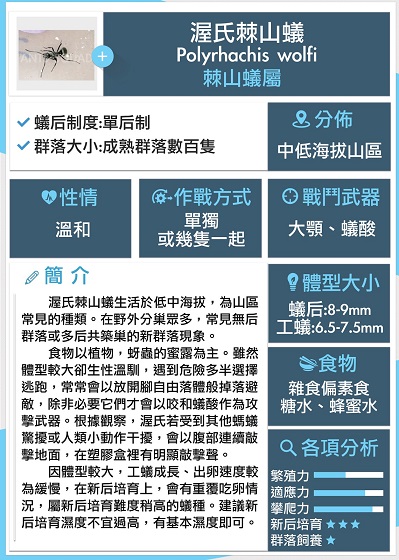 渥氏棘山蟻
Polyrhachis wolfi
棘山蟻屬
蟻后制度:單后制
群落大小:成熟群落數百隻
分佈
中低海拔山區
性情
溫和
作戰方式
單獨
或幾隻一起
戰鬥武器
大顎、蟻酸
簡介
渥氏棘山蟻生活於低中海拔，為山區
常見的種類。在野外分巢眾多，常見無后
群落或多后共築巢的新群落現象。
食物以植物，蚜蟲的蜜露為主。雖然
體型較大卻生性溫馴，遇到危險多半選擇
逃跑，常常會以放開腳自由落體般掉落避
敵，除非必要它們才會以咬和蟻酸作為攻
擊武器。根據觀察，渥氏若受到其他螞蟻
驚擾或人類小動作干擾，會以腹部連續敲
擊地面，在塑膠盒裡有明顯敲擊聲。
因體型較大，工蟻成長、出卵速度較
為緩慢，在新后培育上，會有重覆吃卵情
況，屬新后培育難度稍高的蟻種。建議新
后培育濕度不宜過高，有基本濕度即可。
體型大小
蟻后:8-9mm
工蟻:6.5-7.5mm
食物
雜食偏素食
糖水、蜂蜜水
各項分析
繁殖力
適應力
攀爬力
新后培育 ★★★
群落飼養 ★